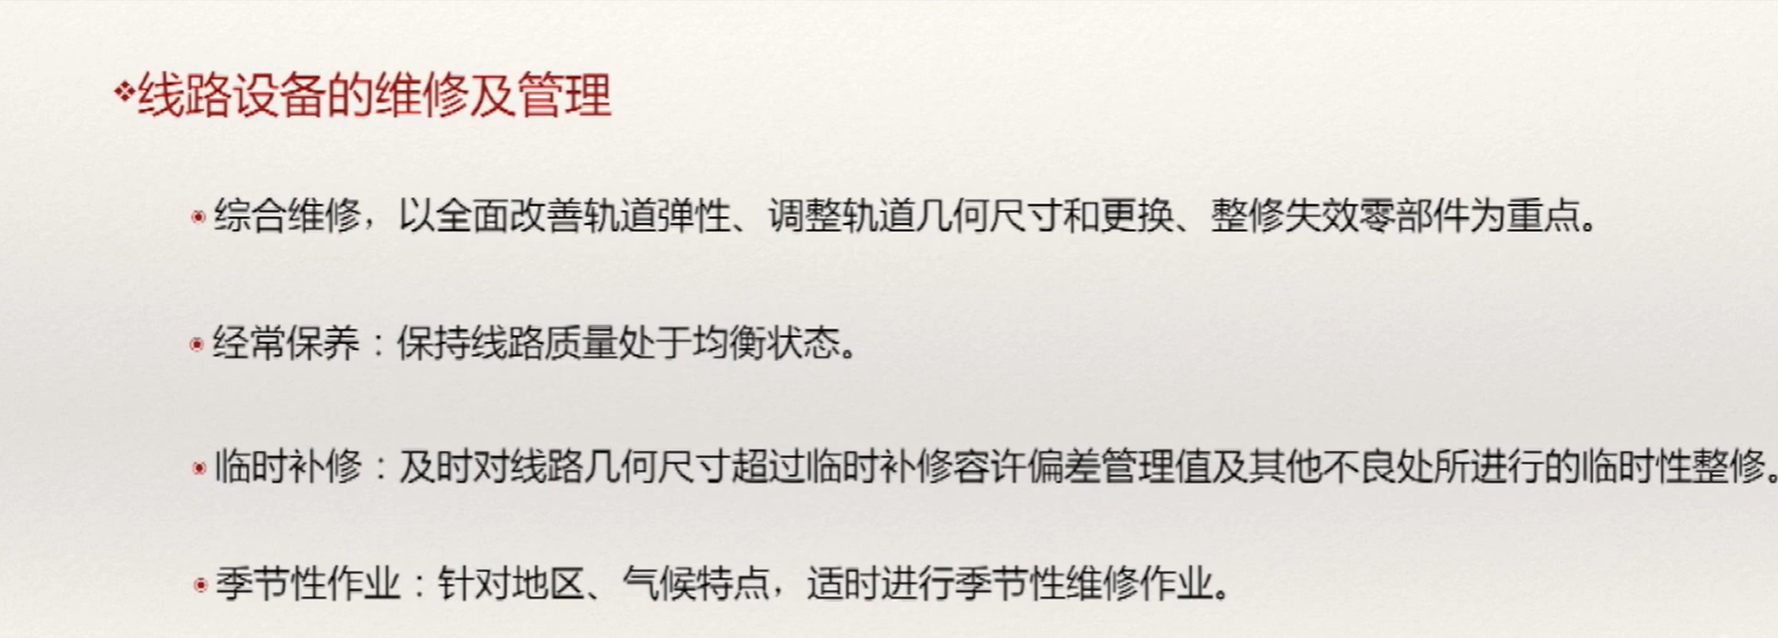 ❖线路设备的维修及管理
综合维修，以全面改善轨道弹性、调整轨道几何尺寸和更换、整修失效零部件为重点。
经常保养：保持线路质量处于均衡状态。
临时补修：及时对线路几何尺寸超过临时补修容许偏差管理值及其他不良处所进行的临时性整修。
季节性作业：针对地区、气候特点，适时进行季节性维修作业。